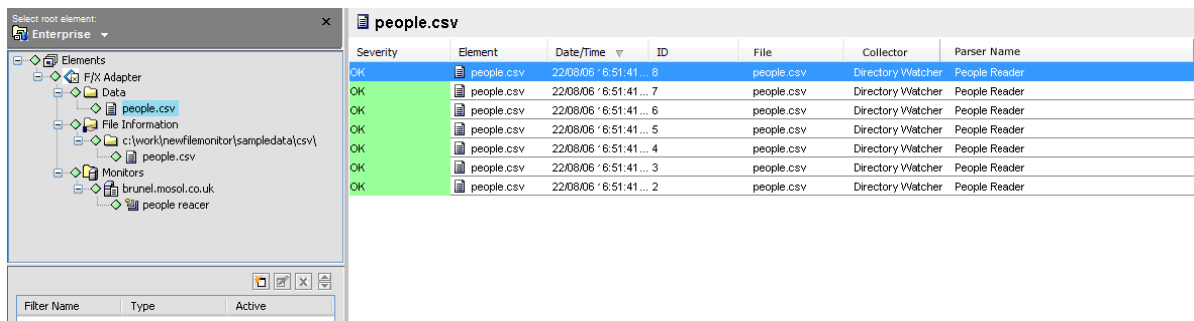 Select root element:
Enterprise
Elements
F/X Adapter
Data
people.csv
File Information
c:\work\newfilemonitor\sampledata\csv\
people.csv
Monitors
brunel.mosol.co.uk
people reacer
Filter Name Type Active
people.csv
Severity Element Date/Time ID File Collector Parser Name
OK people.csv 22/08/06 16:51:41... 8 people.csv Directory Watcher People Reader
OK people.csv 22/08/06 16:51:41... 7 people.csv Directory Watcher People Reader
OK people.csv 22/08/06 16:51:41... 6 people.csv Directory Watcher People Reader
OK people.csv 22/08/06 16:51:41... 5 people.csv Directory Watcher People Reader
OK people.csv 22/08/06 16:51:41... 4 people.csv Directory Watcher People Reader
OK people.csv 22/08/06 16:51:41... 3 people.csv Directory Watcher People Reader
OK people.csv 22/08/06 16:51:41... 2 people.csv Directory Watcher People Reader